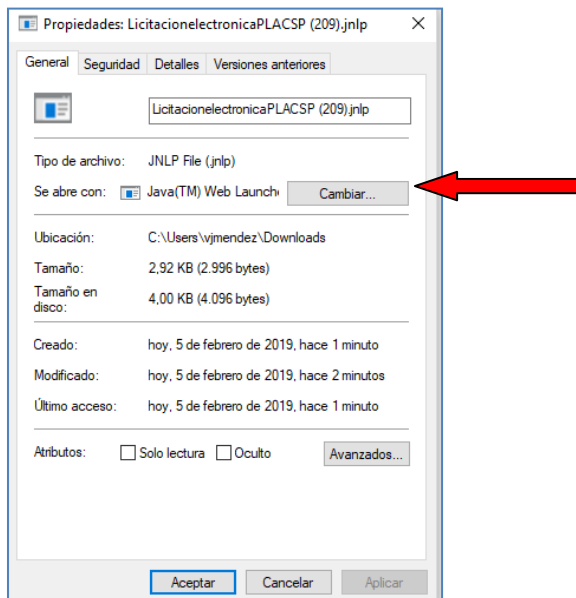 Propiedades: LicitacionelectronicaPLACSP (209).jnlp
General Seguridad Detalles Versiones anteriores
LicitacionelectronicaPLACSP (209).jnlp
Tipo de archivo: JNLP File (.jnlp)
Se abre con: Java(TM) Web Launche Cambiar...
Ubicación: C:\Users\vjmendez\Downloads
Tamaño: 2,92 KB (2.996 bytes)
Tamaño en
disco: 4,00 KB (4.096 bytes)
Creado: hoy, 5 de febrero de 2019, hace 1 minuto
Modificado: hoy, 5 de febrero de 2019, hace 2 minutos
Último acceso: hoy, 5 de febrero de 2019, hace 1 minuto
Atributos: Solo lectura Oculto Avanzados...
Aceptar Cancelar Aplicar